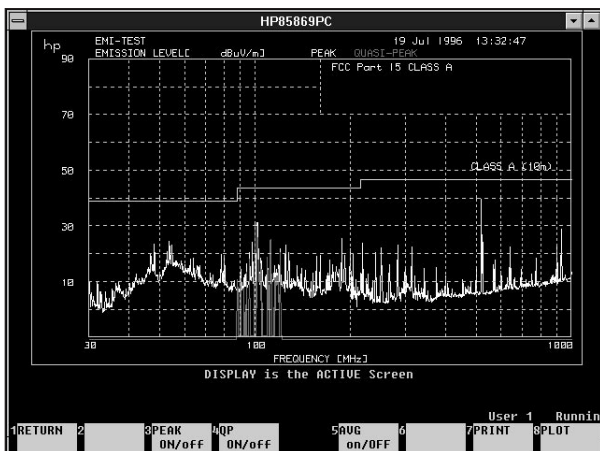 HP85869PC
hp EMI-TEST 19 Jul 1996 13:32:47
EMISSION LEVEL[ dBuV/m] PEAK QUASI-PEAK
90
FCC Part 15 CLASS A
70
CLASS A (10m)
50
30
10
30 100 1000
FREQUENCY [MHz]
DISPLAY is the ACTIVE Screen
User 1 Runnin
1RETURN 2 3PEAK 4QP 5AVG 6 7PRINT 8PLOT
ON/off ON/off on/OFF